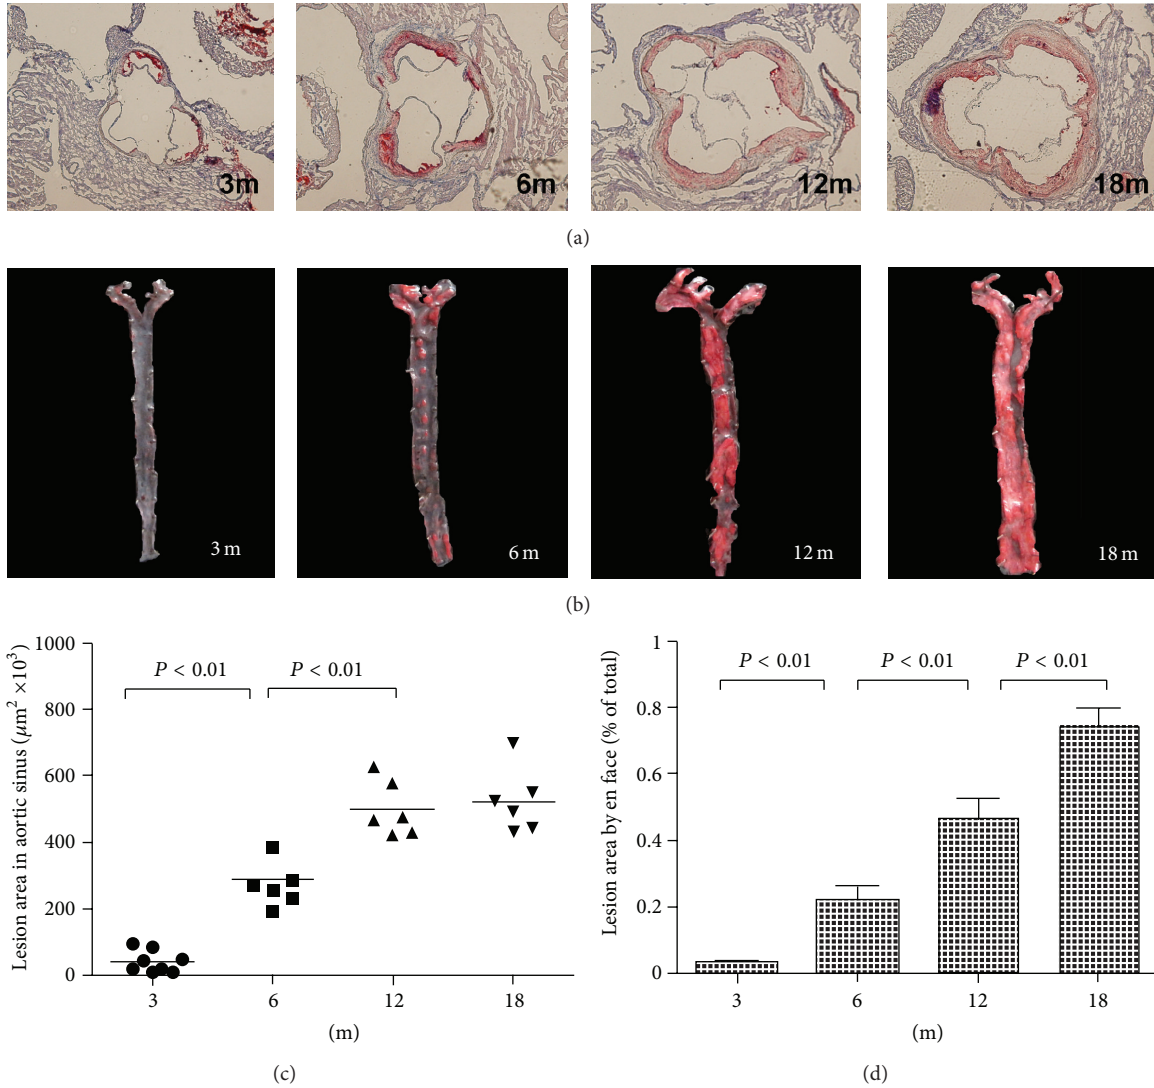 3m
6m
12m
18m
(a)
3 m
6 m
12 m
18 m
(b)
Lesion area in aortic sinus (μm² ×10³)
1000
800
600
400
200
0
P < 0.01
P < 0.01
3
6
12
18
(m)
(c)
Lesion area by en face (% of total)
1
0.8
0.6
0.4
0.2
0
P < 0.01
P < 0.01
P < 0.01
3
6
12
18
(m)
(d)